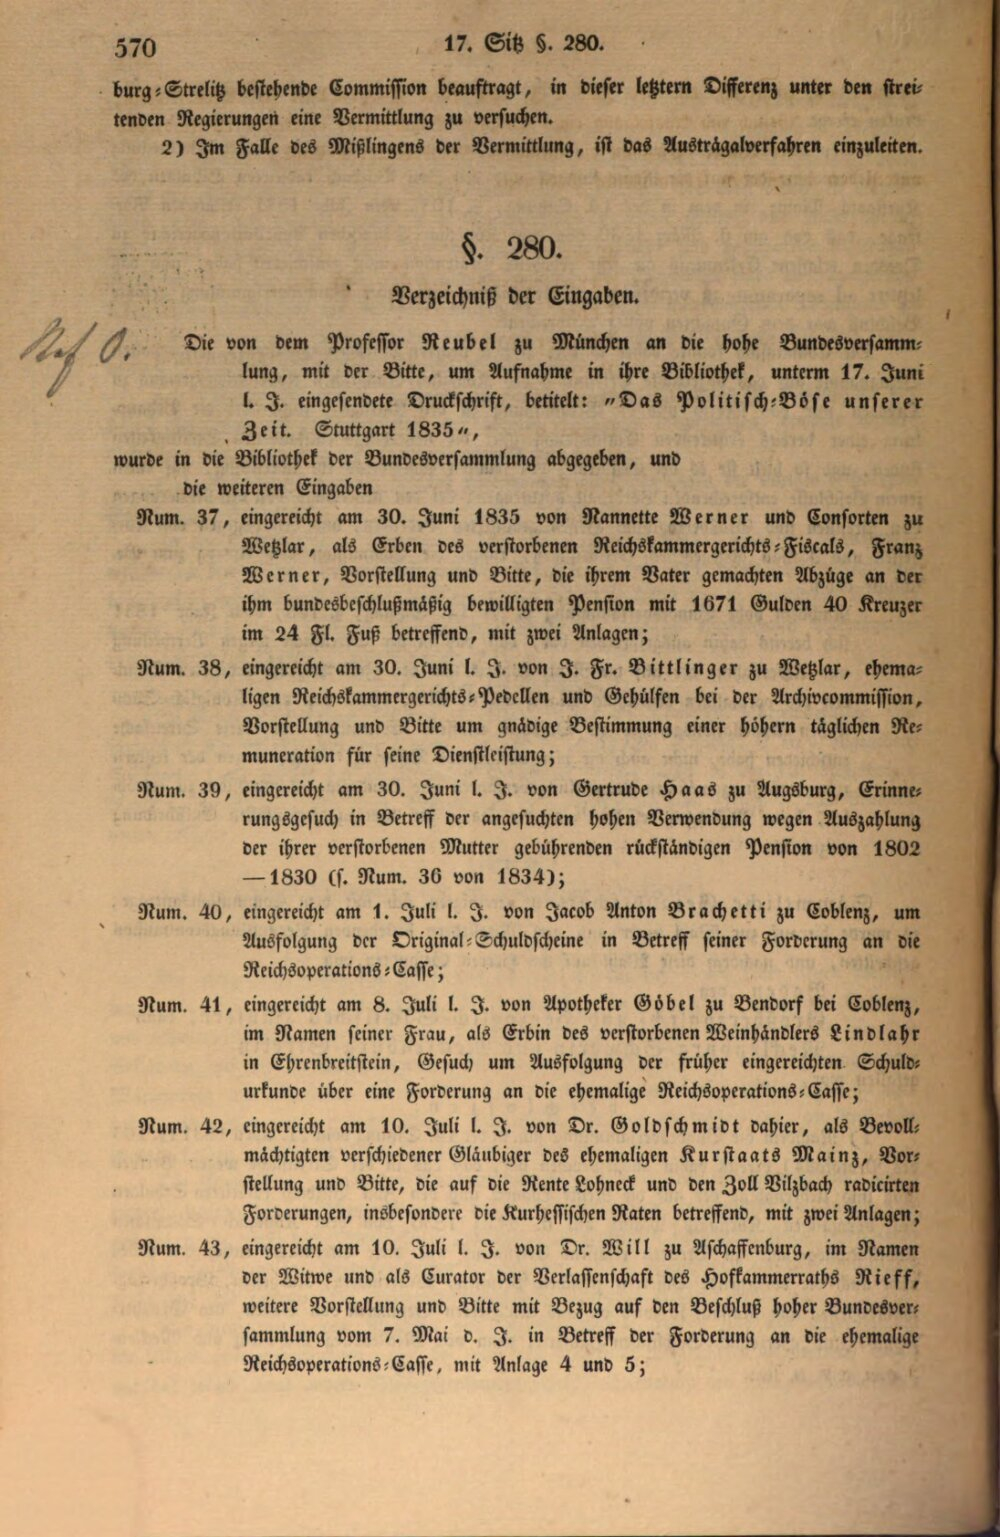 570
17. Sitz §. 280.
burg-Strelitz bestehende Commission beauftragt, in dieser letztern Differenz unter den strei-
tenden Regierungen eine Vermittlung zu versuchen.
2) Im Falle des Mißlingens der Vermittlung, ist das Austrägalverfahren einzuleiten.
§. 280.
Verzeichniß der Eingaben.
Die von dem Professor Reubel zu München an die hohe Bundesversamm-
lung, mit der Bitte, um Aufnahme in ihre Bibliothek, unterm 17. Juni
l. J. eingesendete Druckschrift, betitelt: „Das Politisch-Böse unserer
Zeit. Stuttgart 1835“,
wurde in die Bibliothek der Bundesversammlung abgegeben, und
die weiteren Eingaben
Num. 37, eingereicht am 30. Juni 1835 von Nannette Werner und Consorten zu
Wetzlar, als Erben des verstorbenen Reichskammergerichts-Fiscals, Franz
Werner, Vorstellung und Bitte, die ihrem Vater gemachten Abzüge an der
ihm bundesbeschlußmäßig bewilligten Pension mit 1671 Gulden 40 Kreuzer
im 24 Fl. Fuß betreffend, mit zwei Anlagen;
Num. 38, eingereicht am 30. Juni l. J. von J. Fr. Bittlinger zu Wetzlar, ehema-
ligen Reichskammergerichts-Pedellen und Gehülfen bei der Archivcommission,
Vorstellung und Bitte um gnädige Bestimmung einer höhern täglichen Re-
muneration für seine Dienstleistung;
Num. 39, eingereicht am 30. Juni l. J. von Gertrude Haas zu Augsburg, Erinne-
rungsgesuch in Betreff der angesuchten hohen Verwendung wegen Auszahlung
der ihrer verstorbenen Mutter gebührenden rückständigen Pension von 1802
—1830 (s. Num. 36 von 1834);
Num. 40, eingereicht am 1. Juli l. J. von Jacob Anton Brachetti zu Coblenz, um
Ausfolgung der Original-Schuldscheine in Betreff seiner Forderung an die
Reichsoperations-Casse;
Num. 41, eingereicht am 8. Juli l. J. von Apotheker Göbel zu Bendorf bei Coblenz,
im Namen seiner Frau, als Erbin des verstorbenen Weinhändlers Lindlahr
in Ehrenbreitstein, Gesuch um Ausfolgung der früher eingereichten Schuld-
urkunde über eine Forderung an die ehemalige Reichsoperations-Casse;
Num. 42, eingereicht am 10. Juli l. J. von Dr. Goldschmidt dahier, als Bevoll-
mächtigten verschiedener Gläubiger des ehemaligen Kurstaats Mainz, Vor-
stellung und Bitte, die auf die Rente Lohneck und den Zoll Vilzbach radicirten
Forderungen, insbesondere die Kurhessischen Raten betreffend, mit zwei Anlagen;
Num. 43, eingereicht am 10. Juli l. J. von Dr. Will zu Aschaffenburg, im Namen
der Witwe und als Curator der Verlassenschaft des Hofkammerraths Rieff,
weitere Vorstellung und Bitte mit Bezug auf den Beschluß hoher Bundesver-
sammlung vom 7. Mai d. J. in Betreff der Forderung an die ehemalige
Reichsoperations-Casse, mit Anlage 4 und 5;